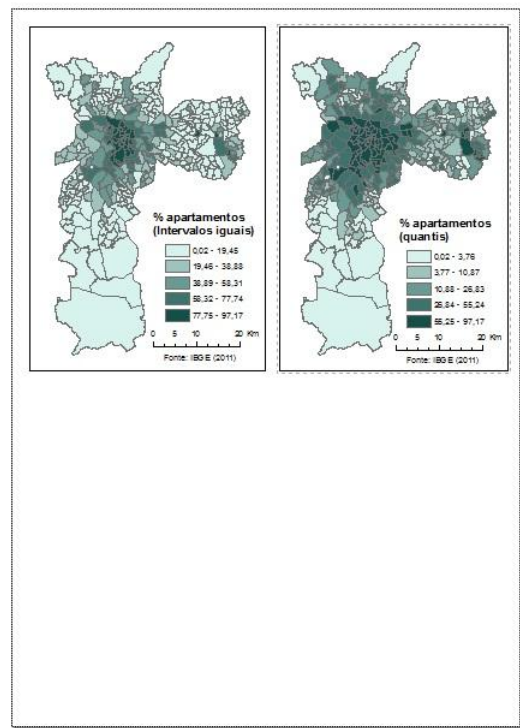 % apartamentos
(Intervalos iguais)
0,02 - 19,45
19,46 - 38,88
38,89 - 58,31
58,32 - 77,74
77,75 - 97,17
0 5 10 20 Km
Fonte: IBGE (2011)
% apartamentos
(quantis)
0,02 - 3,76
3,77 - 10,87
10,88 - 26,83
26,84 - 55,24
55,25 - 97,17
0 5 10 20 Km
Fonte: IBGE (2011)